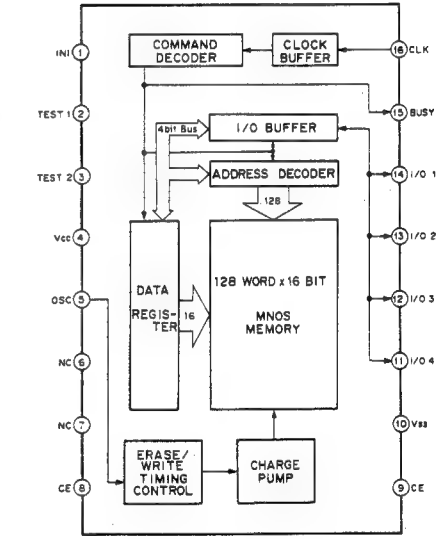 INI 1
TEST 1 2
TEST 2 3
Vcc 4
OSC 5
NC 6
NC 7
CE 8
COMMAND
DECODER
CLOCK
BUFFER
16 CLK
15 BUSY
4bit Bus
I/O BUFFER
ADDRESS DECODER
14 I/O 1
128
13 I/O 2
DATA
REGIS-
TER
16
128 WORD x 16 BIT
MNOS
MEMORY
12 I/O 3
11 I/O 4
10 Vss
ERASE/
WRITE
TIMING
CONTROL
CHARGE
PUMP
9 CE